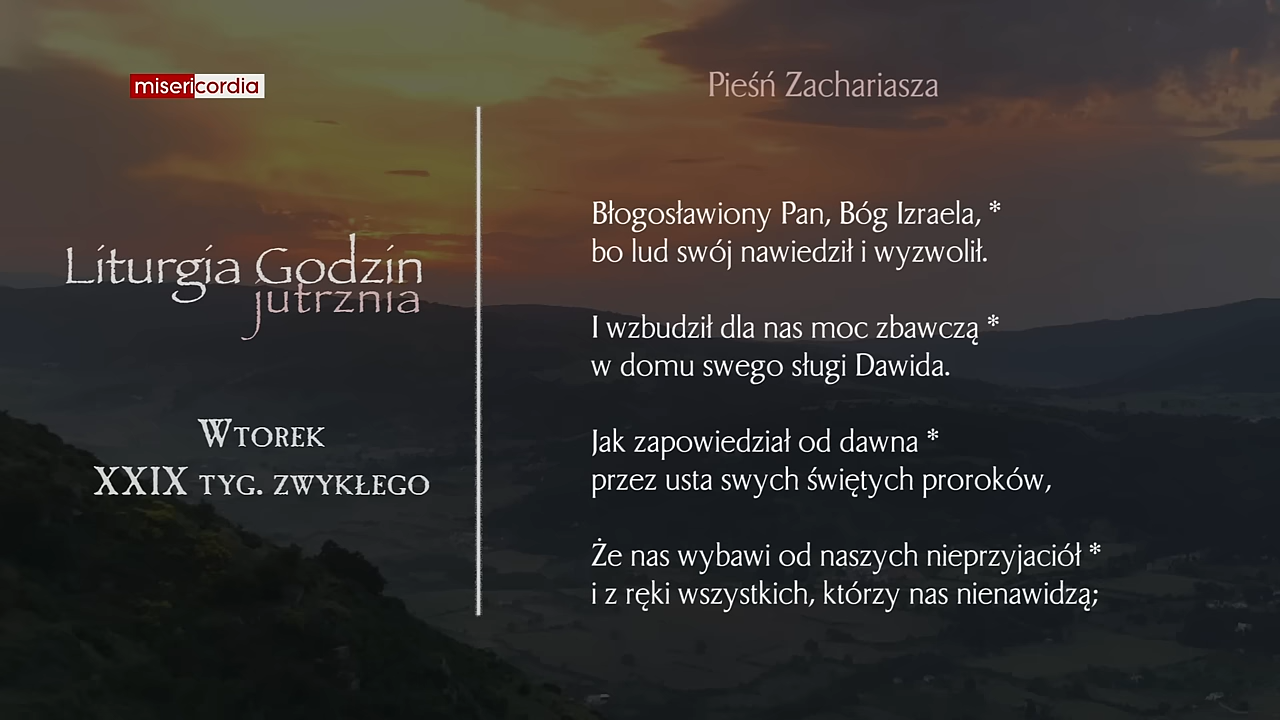 misericordia
Liturgia Godzin
jutrznia
Wtorek
XXIX tyg. zwykłego
Pieśń Zachariasza
Błogosławiony Pan, Bóg Izraela, *
bo lud swój nawiedził i wyzwolił.
I wzbudził dla nas moc zbawczą *
w domu swego sługi Dawida.
Jak zapowiedział od dawna *
przez usta swych świętych proroków,
Że nas wybawi od naszych nieprzyjaciół *
i z ręki wszystkich, którzy nas nienawidzą;